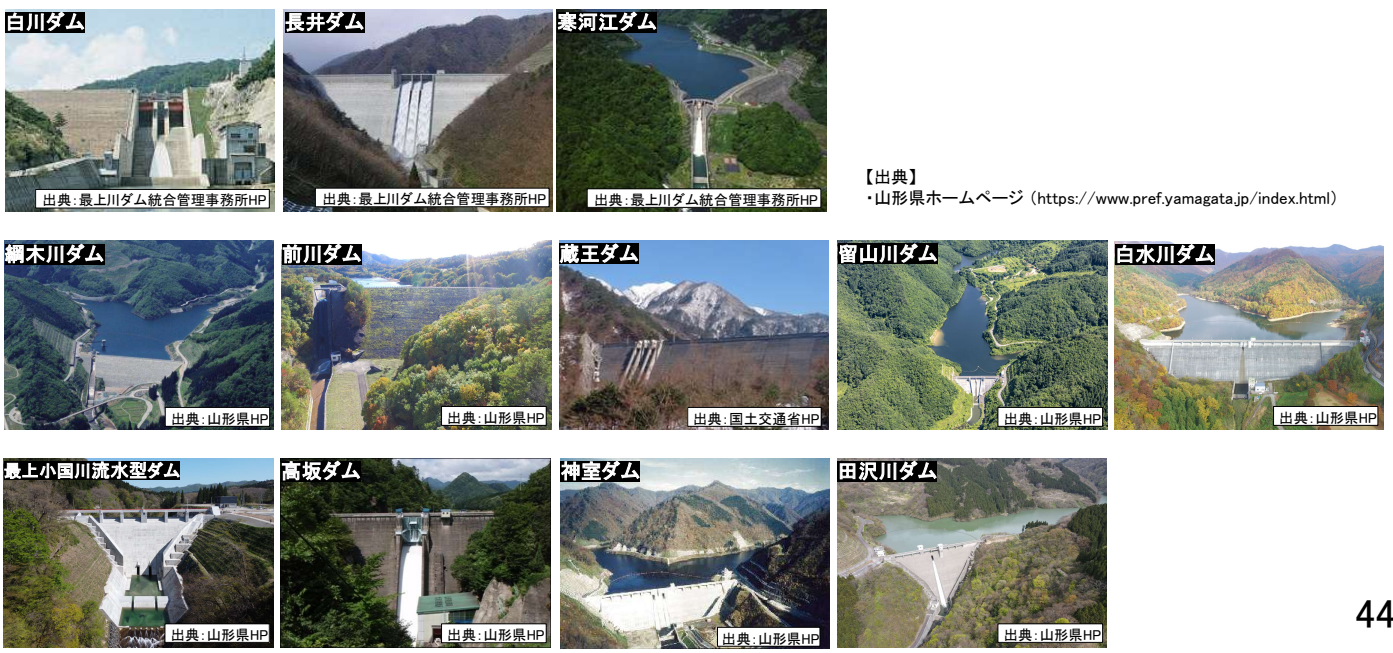 白川ダム
長井ダム
寒河江ダム
出典：最上川ダム統合管理事務所HP
出典：最上川ダム統合管理事務所HP
出典：最上川ダム統合管理事務所HP
【出典】
・山形県ホームページ（https://www.pref.yamagata.jp/index.html）
綱木川ダム
前川ダム
蔵王ダム
留山川ダム
白水川ダム
出典：山形県HP
出典：山形県HP
出典：国土交通省HP
出典：山形県HP
出典：山形県HP
最上小国川流水型ダム
高坂ダム
神室ダム
田沢川ダム
出典：山形県HP
出典：山形県HP
出典：山形県HP
出典：山形県HP
44